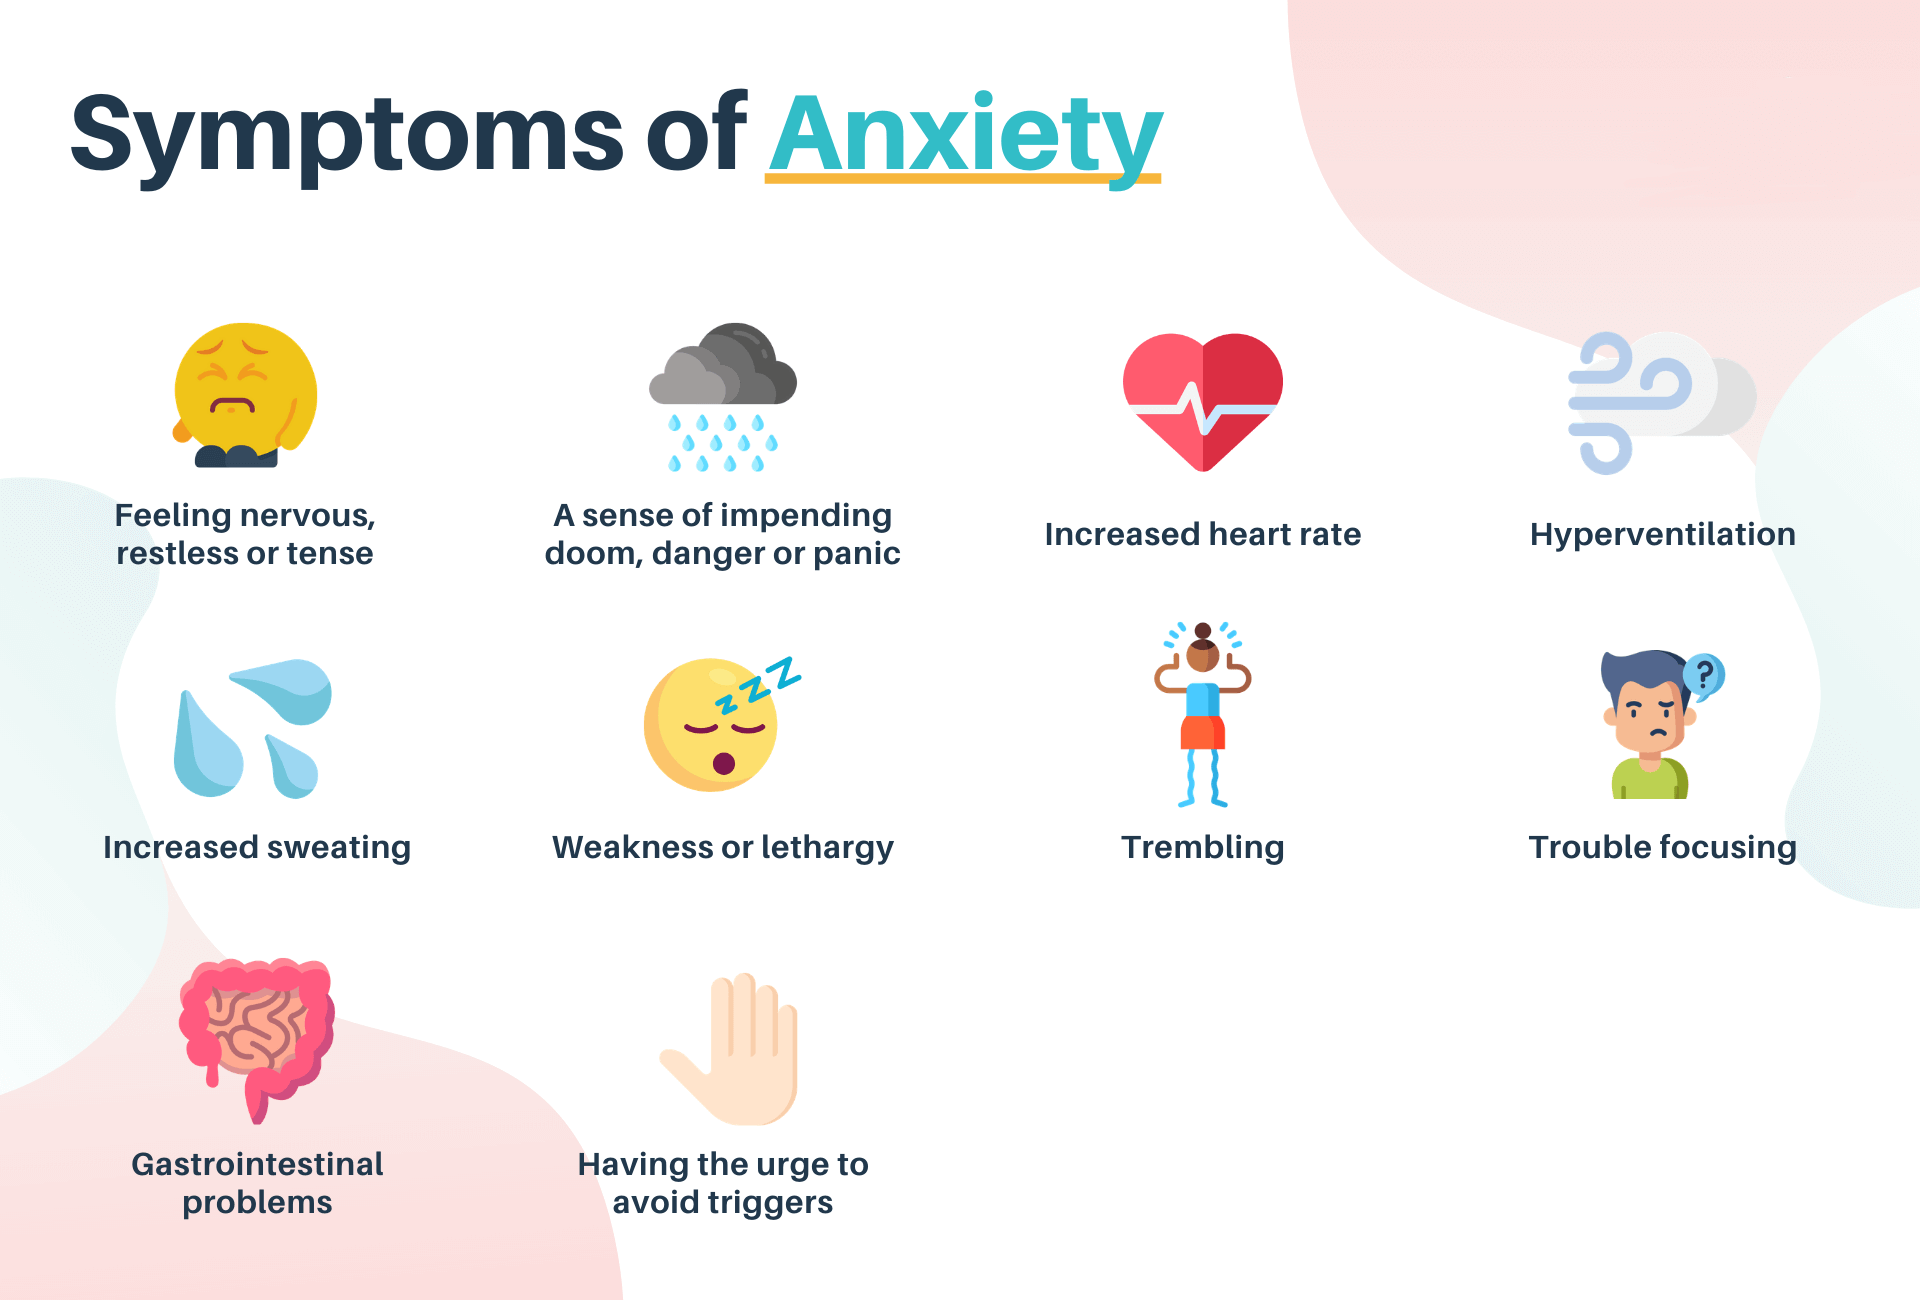 Symptoms of Anxiety
Feeling nervous,
restless or tense
A sense of impending
doom, danger or panic
Increased heart rate
Hyperventilation
Increased sweating
Weakness or lethargy
z z z
Trembling
?
Trouble focusing
Gastrointestinal
problems
Having the urge to
avoid triggers